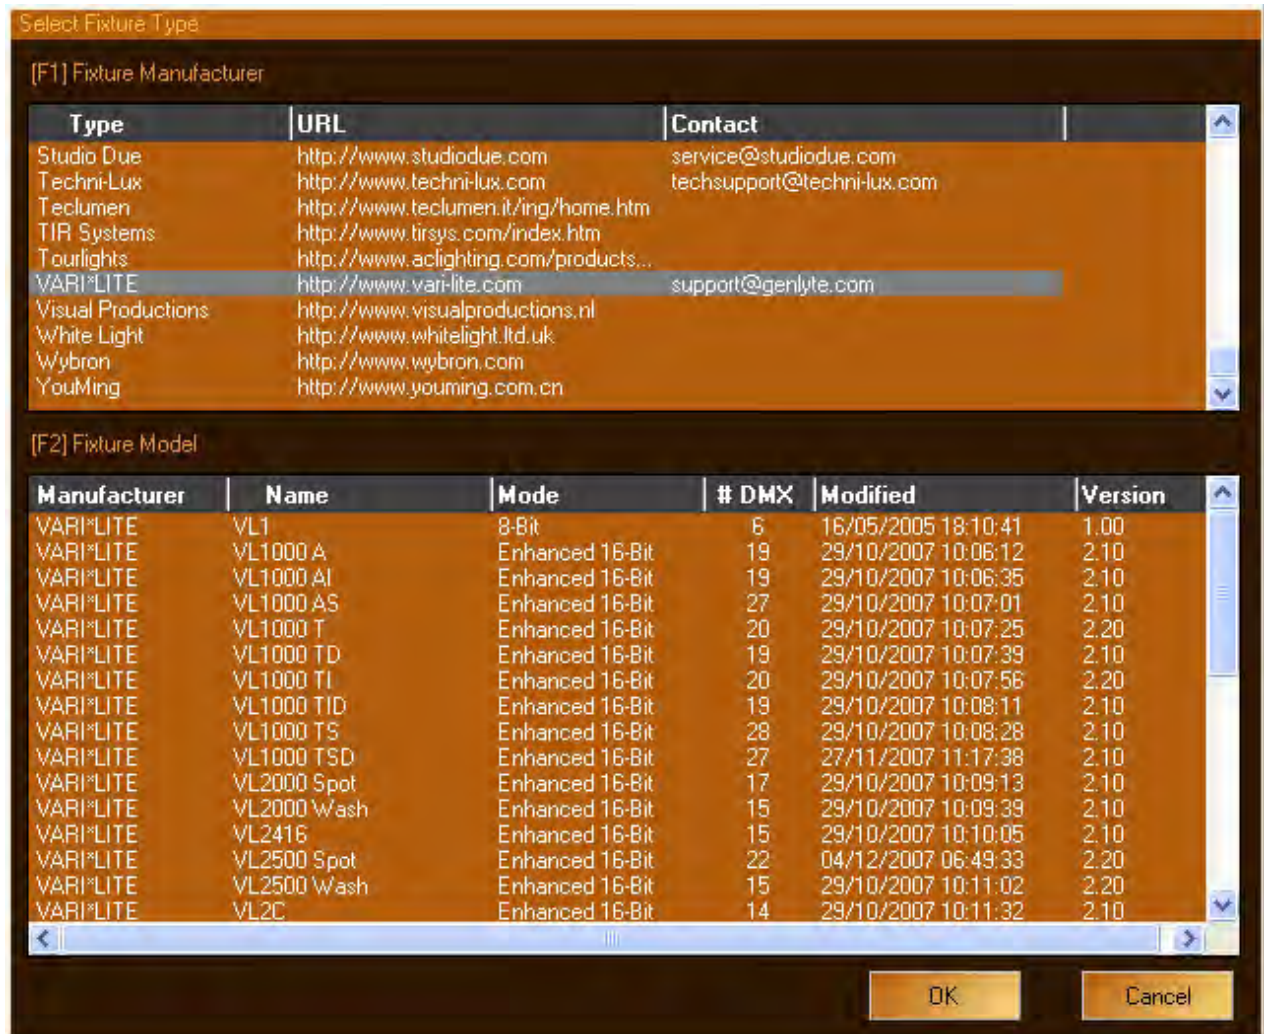 Select Fixture Type
[F1] Fixture Manufacturer
Type URL Contact
Studio Due http://www.studiodue.com service@studiodue.com
Techni-Lux http://www.techni-lux.com techsupport@techni-lux.com
Teclumen http://www.teclumen.it/ing/home.htm
TIR Systems http://www.tirsys.com/index.htm
Tourlights http://www.aclighting.com/products...
VARI*LITE http://www.vari-lite.com support@genlyte.com
Visual Productions http://www.visualproductions.nl
White Light http://www.whitelight.ltd.uk
Wybron http://www.wybron.com
YouMing http://www.youming.com.cn
[F2] Fixture Model
Manufacturer Name Mode # DMX Modified Version
VARI*LITE VL1 8-Bit 6 16/05/2005 18:10:41 1.00
VARI*LITE VL1000 A Enhanced 16-Bit 19 29/10/2007 10:06:12 2.10
VARI*LITE VL1000 AI Enhanced 16-Bit 19 29/10/2007 10:06:35 2.10
VARI*LITE VL1000 AS Enhanced 16-Bit 27 29/10/2007 10:07:01 2.10
VARI*LITE VL1000 T Enhanced 16-Bit 20 29/10/2007 10:07:25 2.20
VARI*LITE VL1000 TD Enhanced 16-Bit 19 29/10/2007 10:07:39 2.10
VARI*LITE VL1000 TI Enhanced 16-Bit 20 29/10/2007 10:07:56 2.20
VARI*LITE VL1000 TID Enhanced 16-Bit 19 29/10/2007 10:08:11 2.10
VARI*LITE VL1000 TS Enhanced 16-Bit 28 29/10/2007 10:08:28 2.10
VARI*LITE VL1000 TSD Enhanced 16-Bit 27 27/11/2007 11:17:38 2.10
VARI*LITE VL2000 Spot Enhanced 16-Bit 17 29/10/2007 10:09:13 2.10
VARI*LITE VL2000 Wash Enhanced 16-Bit 15 29/10/2007 10:09:39 2.10
VARI*LITE VL2416 Enhanced 16-Bit 15 29/10/2007 10:10:05 2.10
VARI*LITE VL2500 Spot Enhanced 16-Bit 22 04/12/2007 06:49:33 2.20
VARI*LITE VL2500 Wash Enhanced 16-Bit 15 29/10/2007 10:11:02 2.20
VARI*LITE VL2C Enhanced 16-Bit 14 29/10/2007 10:11:32 2.10
OK Cancel